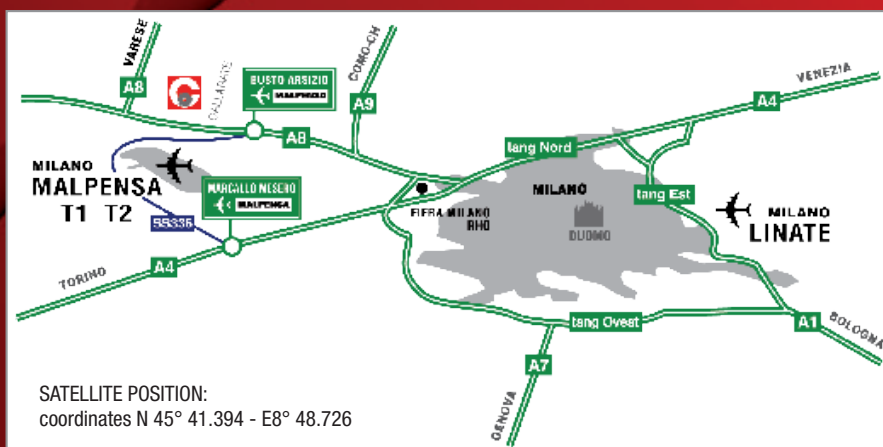 VARESE
A8
GALLARATE
BUSTO ARSIZIO
COMO-CH
A9
A8
VENEZIA
A4
tang Nord
MILANO
MALPENSA
T1 T2
MARCALLO MESERO
MALPENSA
SS336
FIERA MILANO
RHO
MILANO
DUOMO
tang Est
MILANO
LINATE
TORINO
A4
tang Ovest
A1
BOLOGNA
A7
GENOVA
SATELLITE POSITION:
coordinates N 45° 41.394 - E8° 48.726